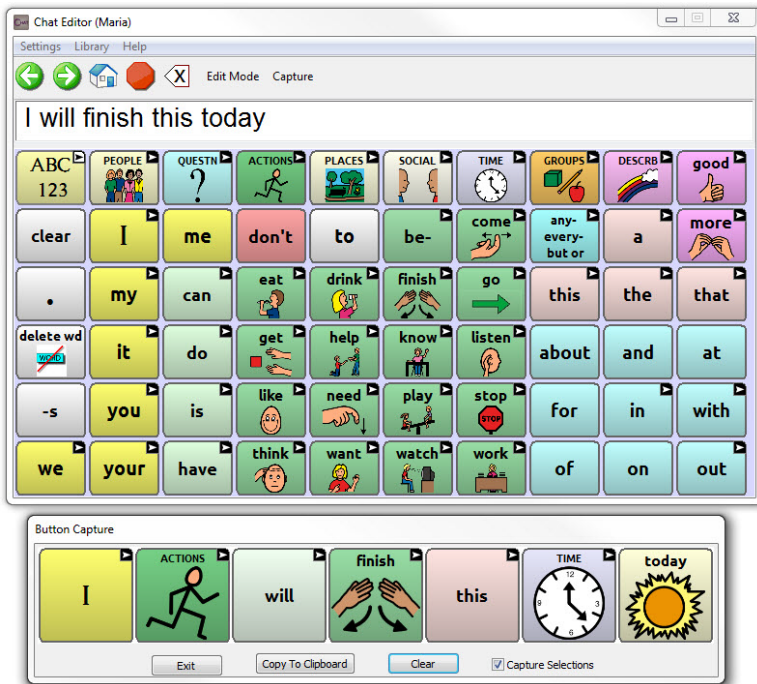 Chat Editor (Maria)
Settings Library Help
X Edit Mode Capture
I will finish this today
ABC 123 PEOPLE QUESTN ? ACTIONS PLACES SOCIAL TIME GROUPS DESCRB good
clear I me don't to be- come any- every- but or a more
. my can eat drink finish go this the that
delete wd WORD it do get help know listen about and at
-s you is like need play stop STOP for in with
we your have think want watch work of on out
Button Capture
I ACTIONS will finish this TIME 12 3 6 9 today
Exit Copy To Clipboard Clear Capture Selections